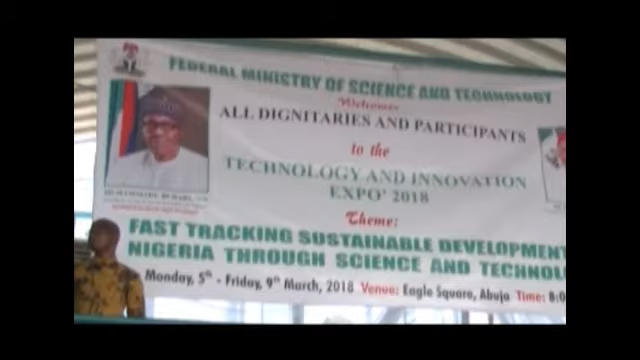 FEDERAL MINISTRY OF SCIENCE AND TECHNOLOGY
Welcomes
ALL DIGNITARIES AND PARTICIPANTS
to the
TECHNOLOGY AND INNOVATION
EXPO' 2018
Theme:
FAST TRACKING SUSTAINABLE DEVELOPMENT
NIGERIA THROUGH SCIENCE AND TECHNOL
Monday, 5th - Friday, 9th March, 2018 Venue: Eagle Square, Abuja Time: 8:0